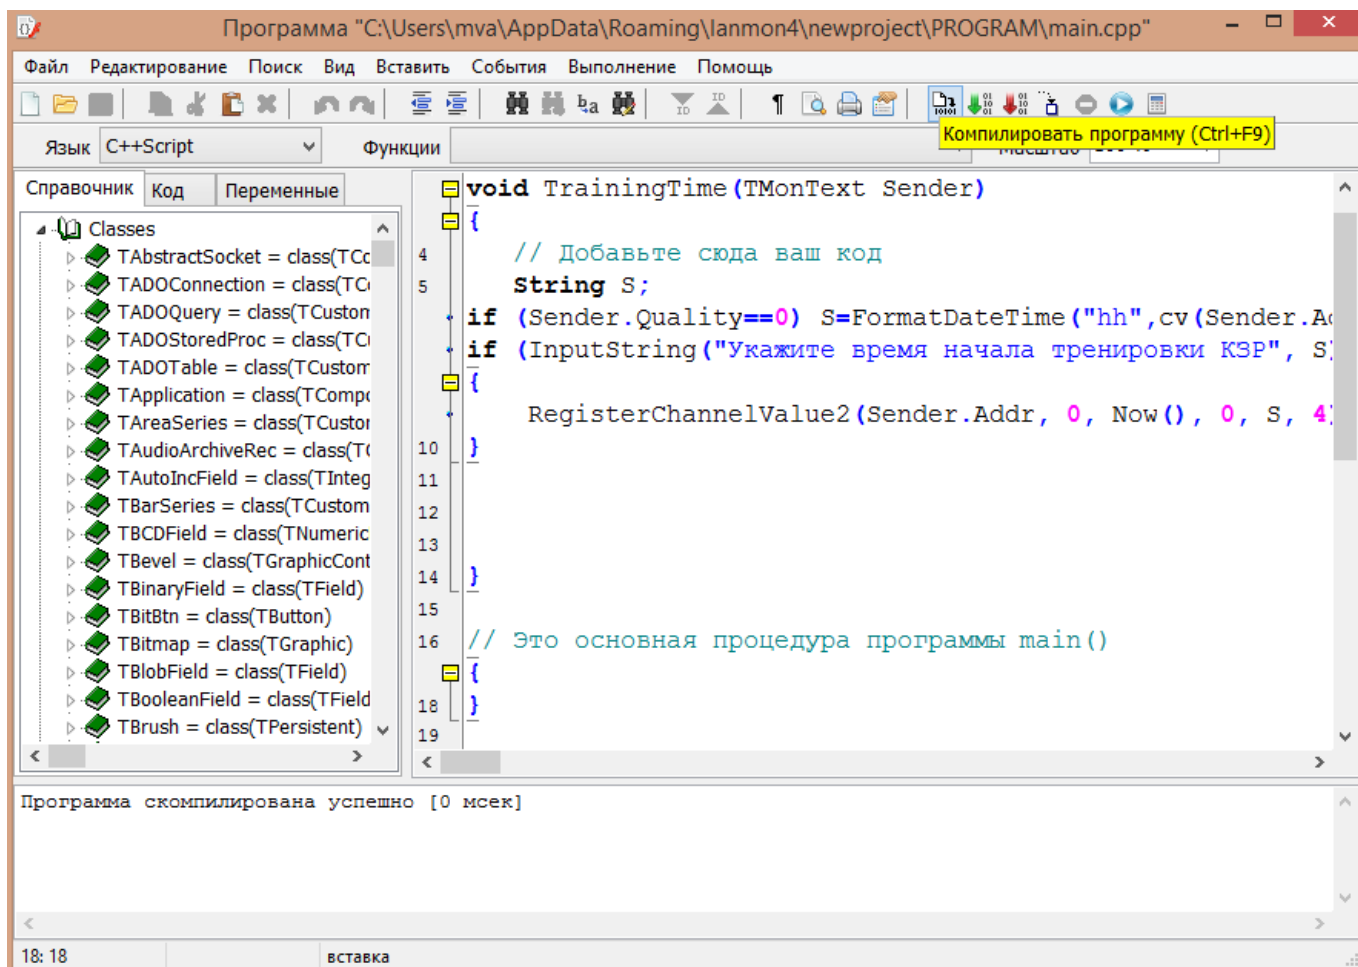 Программа "C:\Users\mva\AppData\Roaming\lanmon4\newproject\PROGRAM\main.cpp"
Файл Редактирование Поиск Вид Вставить События Выполнение Помощь
Компилировать программу (Ctrl+F9)
Язык C++Script Функции
Справочник Код Переменные
Classes
TAbstractSocket = class(TCo
TADOConnection = class(TC
TADOQuery = class(TCustom
TADOStoredProc = class(TC
TADOTable = class(TCustom
TApplication = class(TCompo
TAreaSeries = class(TCustor
TAudioArchiveRec = class(T
TAutoIncField = class(TInteg
TBarSeries = class(TCustom
TBCDField = class(TNumeric
TBevel = class(TGraphicCont
TBinaryField = class(TField)
TBitBtn = class(TButton)
TBitmap = class(TGraphic)
TBlobField = class(TField)
TBooleanField = class(TField
TBrush = class(TPersistent)
void TrainingTime(TMonText Sender)
{
4 // Добавьте сюда ваш код
5 String S;
if (Sender.Quality==0) S=FormatDateTime("hh",cv(Sender.Ad
if (InputString("Укажите время начала тренировки КЗР", S)
{
RegisterChannelValue2(Sender.Addr, 0, Now(), 0, S, 4)
10 }
11
12
13
14 }
15
16 // Это основная процедура программы main()
{
18 }
19
Программа скомпилирована успешно [0 мсек]
18: 18 вставка